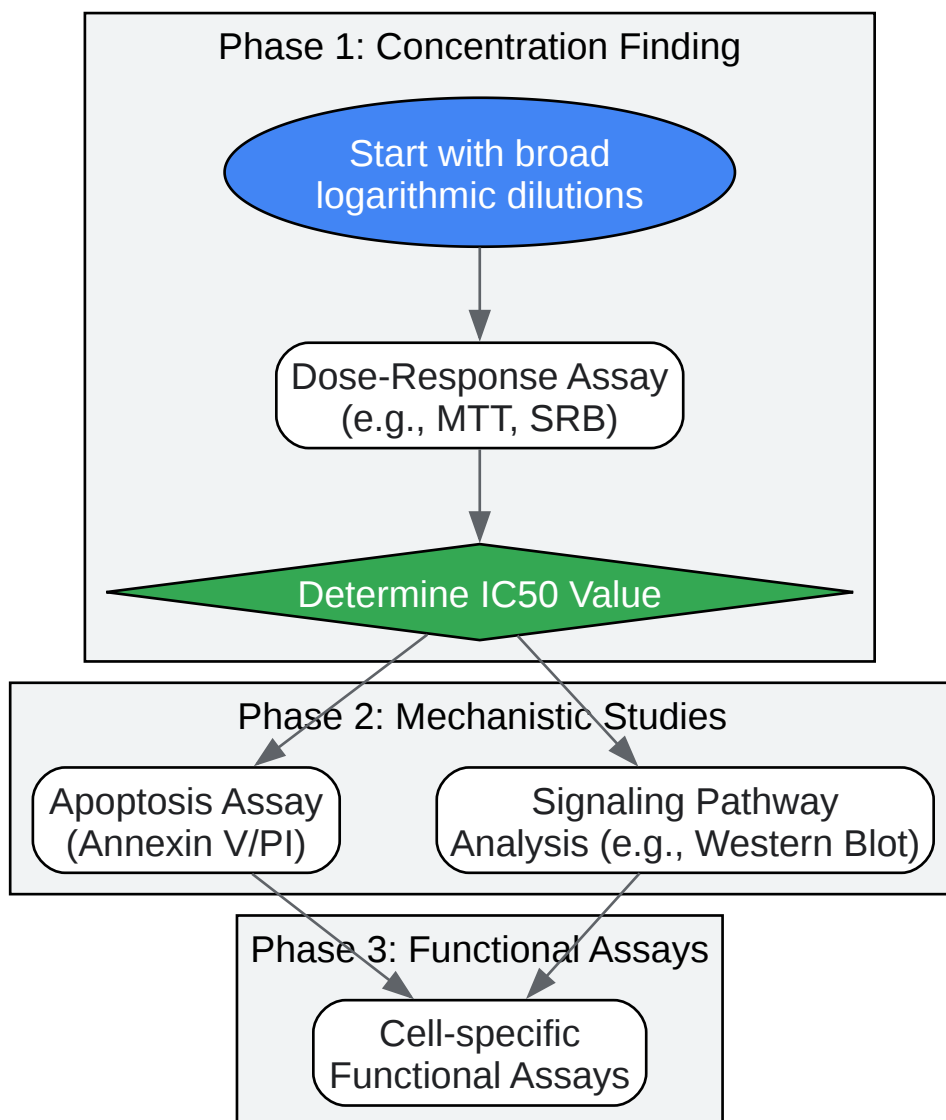 Phase 1: Concentration Finding
Start with broad
logarithmic dilutions
Dose-Response Assay
(e.g., MTT, SRB)
Determine IC50 Value
Phase 2: Mechanistic Studies
Apoptosis Assay
(Annexin V/PI)
Signaling Pathway
Analysis (e.g., Western Blot)
Phase 3: Functional Assays
Cell-specific
Functional Assays